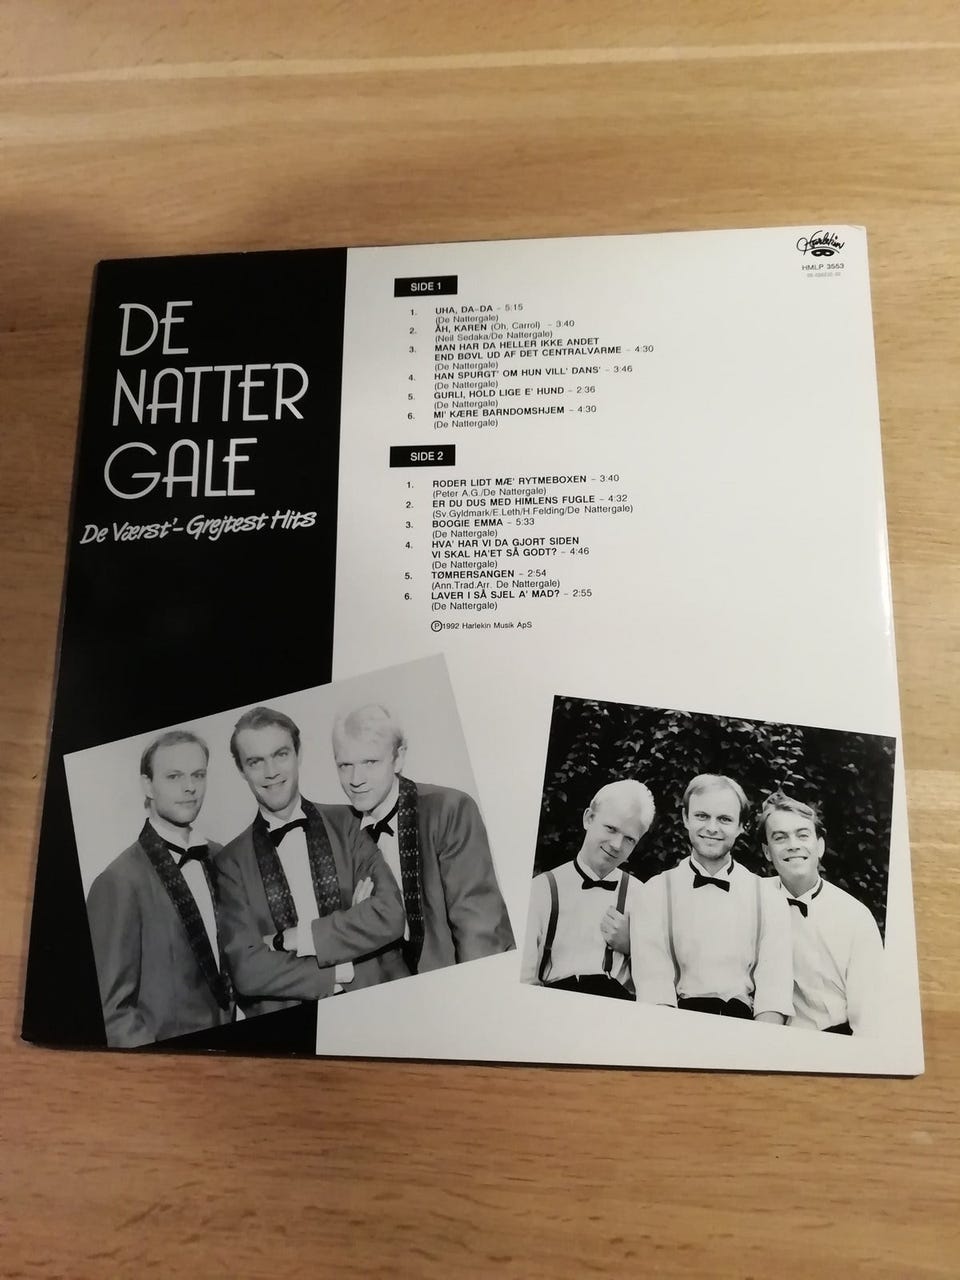 DE
NATTER
GALE
De Værst'-Grejtest Hits
Harlekin
HMLP 3553
SIDE 1
1. UHA, DA-DA - 5:15
(De Nattergale)
2. ÅH, KAREN (Oh, Carrol) - 3:40
(Neil Sedaka/De Nattergale)
3. MAN HAR DA HELLER IKKE ANDET
END BØVL UD AF DET CENTRALVARME - 4:30
(De Nattergale)
4. HAN SPURGT' OM HUN VILL' DANS' - 3:46
(De Nattergale)
5. GURLI, HOLD LIGE E' HUND - 2:36
(De Nattergale)
6. MI' KÆRE BARNDOMSHJEM - 4:30
(De Nattergale)
SIDE 2
1. RODER LIDT MÆ' RYTMEBOXEN - 3:40
(Peter A.G./De Nattergale)
2. ER DU DUS MED HIMLENS FUGLE - 4:32
(Sv.Gyldmark/E.Leth/H.Felding/De Nattergale)
3. BOOGIE EMMA - 5:33
(De Nattergale)
4. HVA' HAR VI DA GJORT SIDEN
VI SKAL HA'ET SÅ GODT? - 4:46
(De Nattergale)
5. TØMRERSANGEN - 2:54
(Ann.Trad.Arr. De Nattergale)
6. LAVER I SÅ SJEL A' MAD? - 2:55
(De Nattergale)
Ⓟ1992 Harlekin Musik ApS